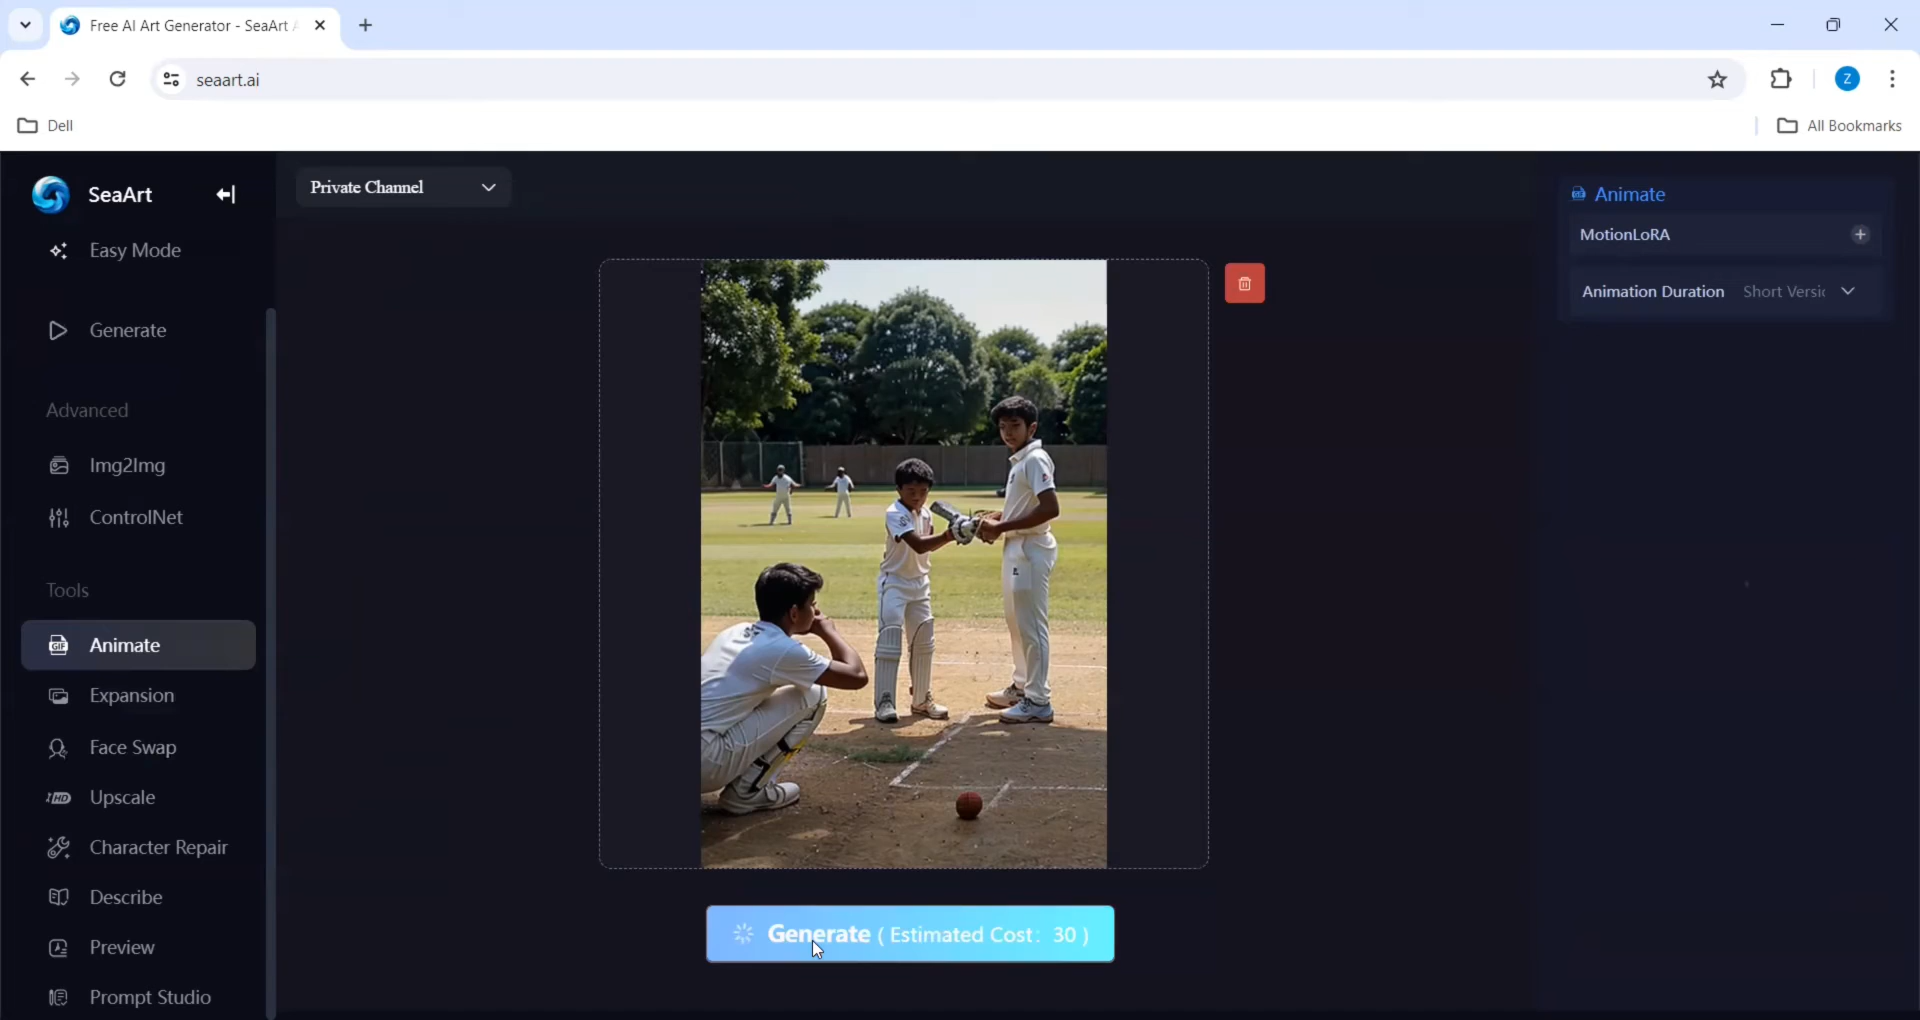 Free AI Art Generator - SeaArt
seaart.ai
Z
Dell
All Bookmarks
SeaArt
Private Channel
Easy Mode
Generate
Advanced
Img2Img
ControlNet
Tools
GIF
Animate
Expansion
Face Swap
HD
Upscale
Character Repair
Describe
Preview
Prompt Studio
Generate ( Estimated Cost: 30 )
Animate
MotionLoRA
Animation Duration Short Versic